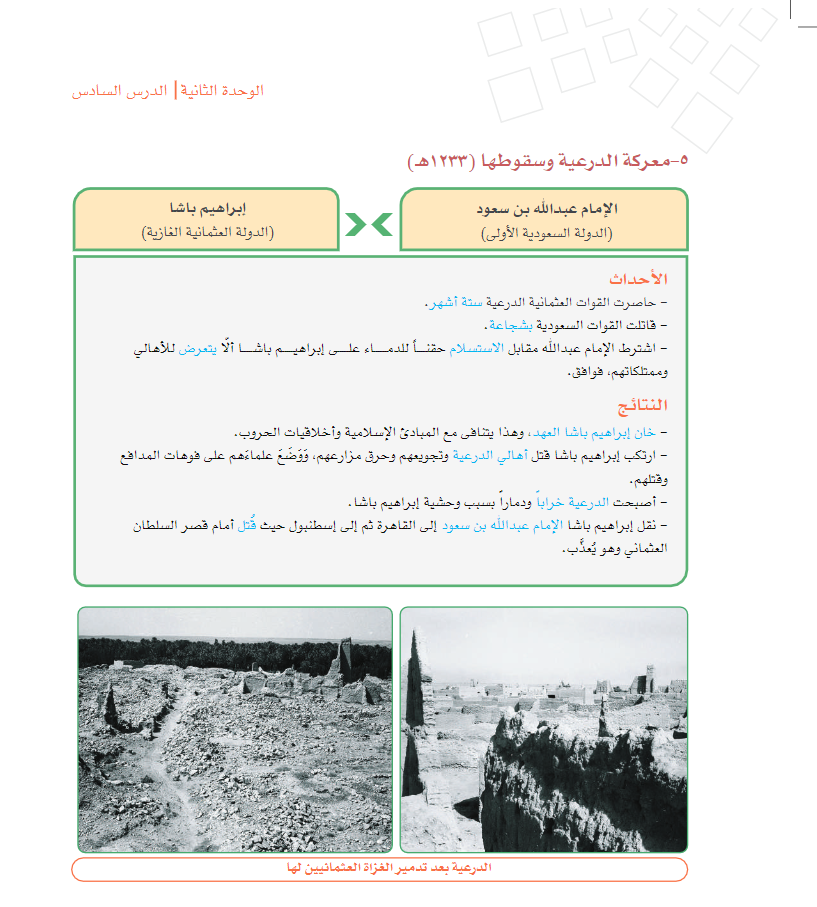 الوحدة الثانية | الدرس السادس
٥-معركة الدرعية وسقوطها (١٢٣٣هـ)
الإمام عبدالله بن سعود
(الدولة السعودية الأولى)
إبراهيم باشا
(الدولة العثمانية الغازية)
الأحداث
- حاصرت القوات العثمانية الدرعية ستة أشهر.
- قاتلت القوات السعودية بشجاعة.
- اشترط الإمام عبدالله مقابل الاستسلام حقنـــاً للدمـــاء علـــى إبراهيـــم باشـــا ألّا يتعرض للأهالي
وممتلكاتهم، فوافق.
النتائج
- خان إبراهيم باشا العهد، وهذا يتنافى مع المبادئ الإسلامية وأخلاقيات الحروب.
- ارتكب إبراهيم باشا قتل أهالي الدرعية وتجويعهم وحرق مزارعهم، وَوَضَعَ علماءَهم على فوهات المدافع
وقتلهم.
- أصبحت الدرعية خراباً ودماراً بسبب وحشية إبراهيم باشا.
- نقل إبراهيم باشا الإمام عبدالله بن سعود إلى القاهرة ثم إلى إسطنبول حيث قُتل أمام قصر السلطان
العثماني وهو يُعذَّب.
الدرعية بعد تدمير الغزاة العثمانيين لها